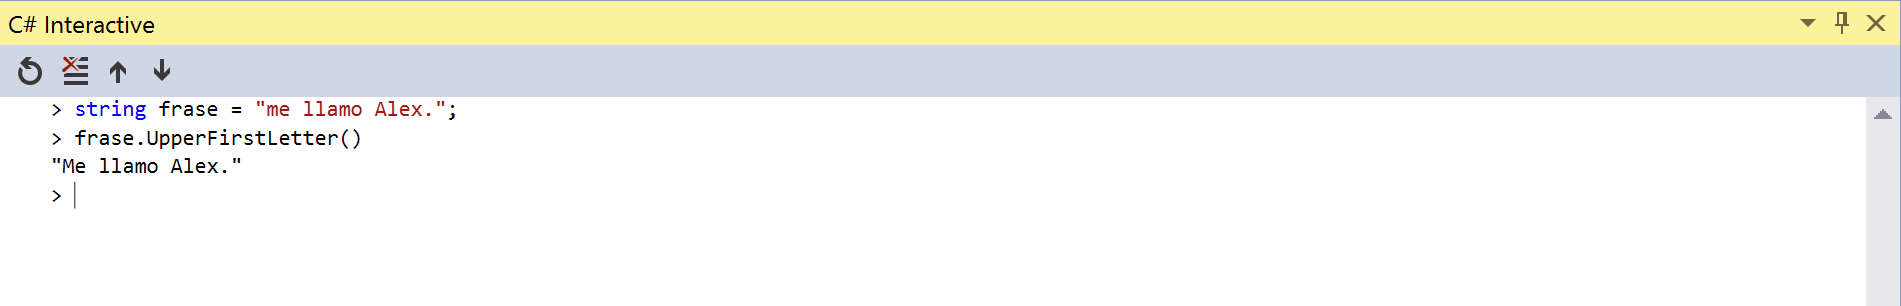 C# Interactive
> string frase = "me llamo Alex.";
> frase.UpperFirstLetter()
"Me llamo Alex."
>